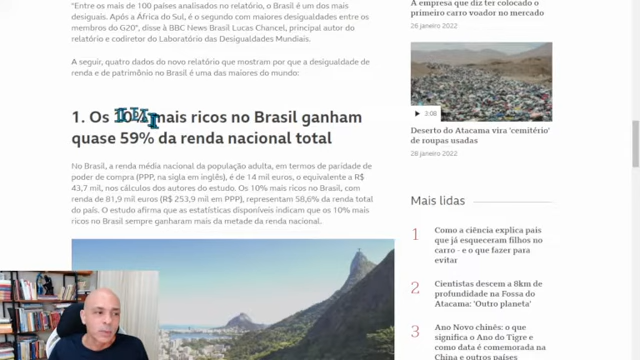 "Entre os mais de 100 países analisados no relatório, o Brasil é um dos mais
desiguais. Após a África do Sul, é o segundo com maiores desigualdades entre os
membros do G20", disse à BBC News Brasil Lucas Chancel, principal autor do
relatório e codiretor do Laboratório das Desigualdades Mundiais.
A seguir, quatro dados do novo relatório que mostram por que a desigualdade de
renda e de patrimônio no Brasil é uma das maiores do mundo:
1. Os 10% mais ricos no Brasil ganham
quase 59% da renda nacional total
No Brasil, a renda média nacional da população adulta, em termos de paridade de
poder de compra (PPP, na sigla em inglês), é de 14 mil euros, o equivalente a R$
43,7 mil, nos cálculos dos autores do estudo. Os 10% mais ricos no Brasil, com
renda de 81,9 mil euros (R$ 253,9 mil em PPP), representam 58,6% da renda total
do país. O estudo afirma que as estatísticas disponíveis indicam que os 10% mais
ricos no Brasil sempre ganharam mais da metade da renda nacional.
A empresa que diz ter colocado o
primeiro carro voador no mercado
26 janeiro 2022
3:08
Deserto do Atacama vira 'cemitério'
de roupas usadas
28 janeiro 2022
Mais lidas
1 Como a ciência explica pais
que já esqueceram filhos no
carro - e o que fazer para
evitar
2 Cientistas descem a 8km de
profundidade na Fossa do
Atacama: 'Outro planeta'
3 Ano Novo chinês: o que
significa o Ano do Tigre e
como data é comemorada na
China e outros países